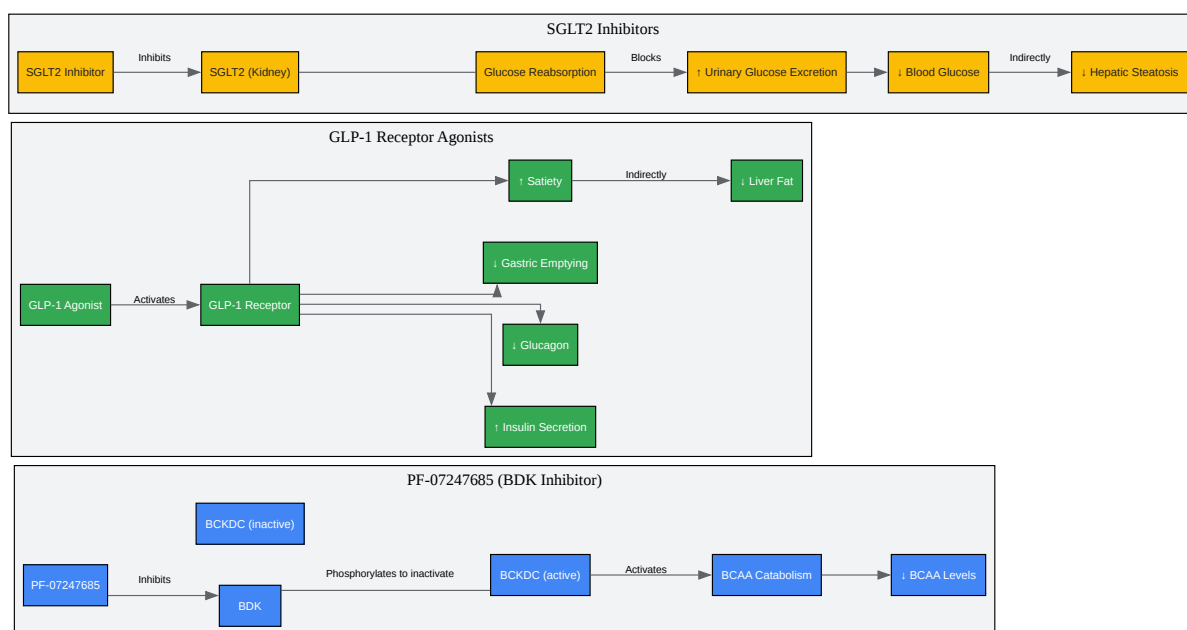 SGLT2 Inhibitors
SGLT2 Inhibitor
Inhibits
SGLT2 (Kidney)
Glucose Reabsorption
Blocks
↑ Urinary Glucose Excretion
↓ Blood Glucose
Indirectly
↓ Hepatic Steatosis
GLP-1 Receptor Agonists
↑ Satiety
Indirectly
↓ Liver Fat
↓ Gastric Emptying
GLP-1 Agonist
Activates
GLP-1 Receptor
↓ Glucagon
↑ Insulin Secretion
PF-07247685 (BDK Inhibitor)
BCKDC (inactive)
PF-07247685
Inhibits
BDK
Phosphorylates to inactivate
BCKDC (active)
Activates
BCAA Catabolism
↓ BCAA Levels